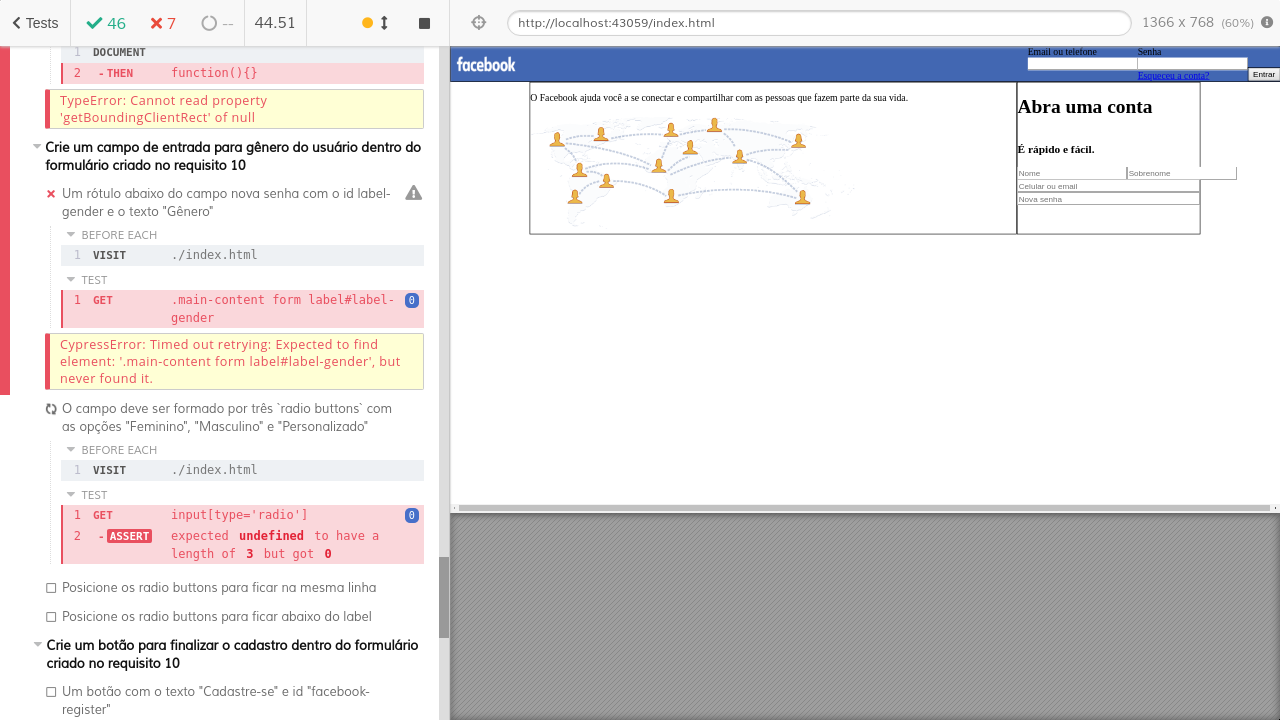 Tests
46
7
--
44.51
http://localhost:43059/index.html
1366 x 768 (60%)
1 DOCUMENT
2 - THEN function(){}
TypeError: Cannot read property
'getBoundingClientRect' of null
Crie um campo de entrada para gênero do usuário dentro do
formulário criado no requisito 10
Um rótulo abaixo do campo nova senha com o id 'label-
gender e o texto "Gênero"
BEFORE EACH
1 VISIT ./index.html
TEST
1 GET .main-content form label#label- 0
gender
CypressError: Timed out retrying: Expected to find
element: '.main-content form label#label-gender', but
never found it.
O campo deve ser formado por três `radio buttons` com
as opções "Feminino", "Masculino" e "Personalizado"
BEFORE EACH
1 VISIT ./index.html
TEST
1 GET input[type='radio'] 0
2 - ASSERT expected undefined to have a
length of 3 but got 0
Posicione os radio buttons para ficar na mesma linha
Posicione os radio buttons para ficar abaixo do label
Crie um botão para finalizar o cadastro dentro do formulário
criado no requisito 10
Um botão com o texto "Cadastre-se" e id "facebook-
register"
facebook
Email ou telefone
Senha
Esqueceu a conta?
Entrar
O Facebook ajuda você a se conectar e compartilhar com as pessoas que fazem parte da sua vida.
Abra uma conta
É rápido e fácil.
Nome
Sobrenome
Celular ou email
Nova senha